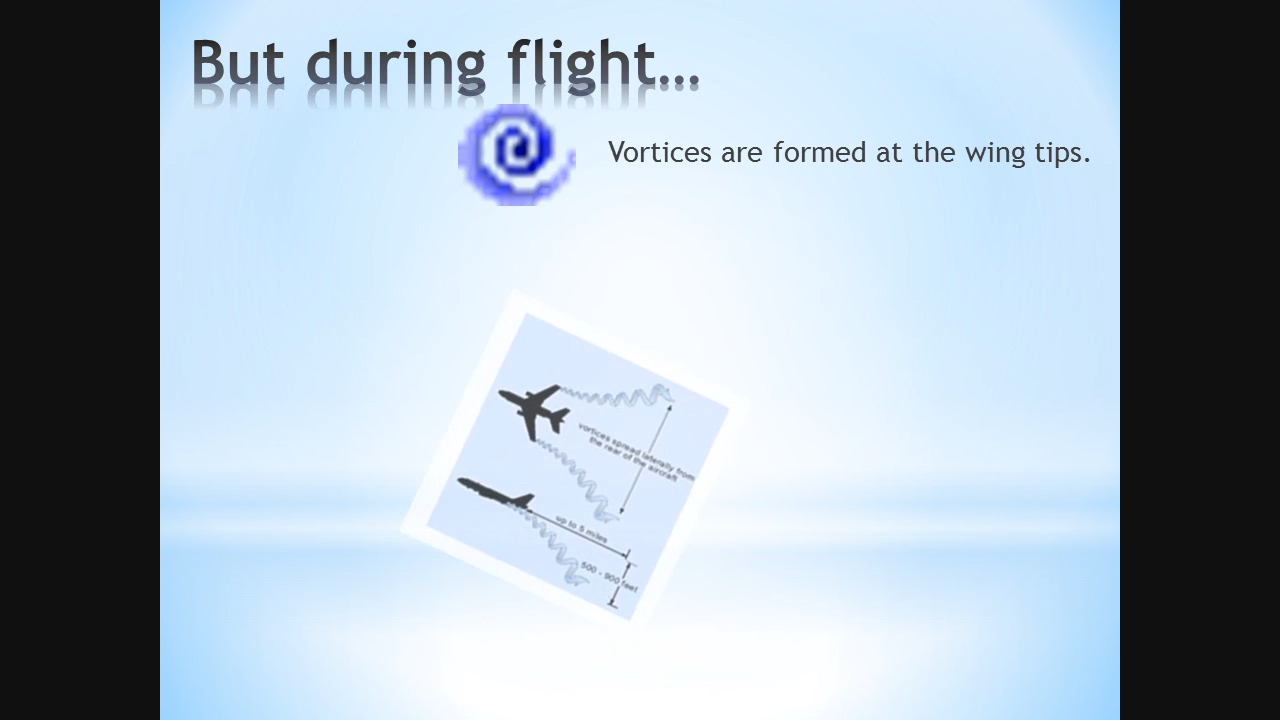 But during flight…
Vortices are formed at the wing tips.
vortices spread laterally from
the rear of the aircraft
up to 5 miles
500 - 900 feet